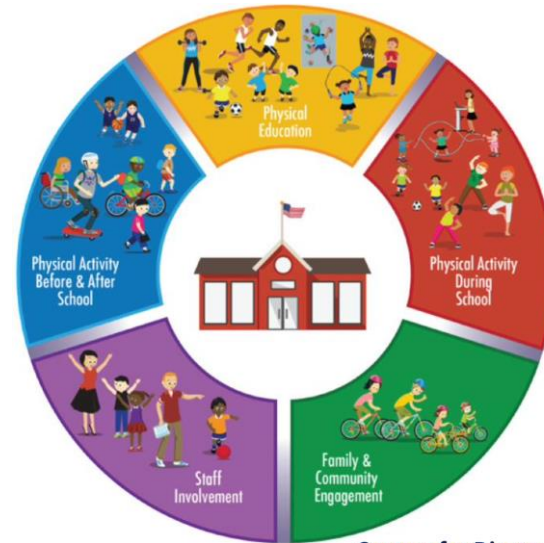 Physical
Education
Physical Activity
Before & After
School
Physical Activity
During
School
Staff
Involvement
Family &
Community
Engagement